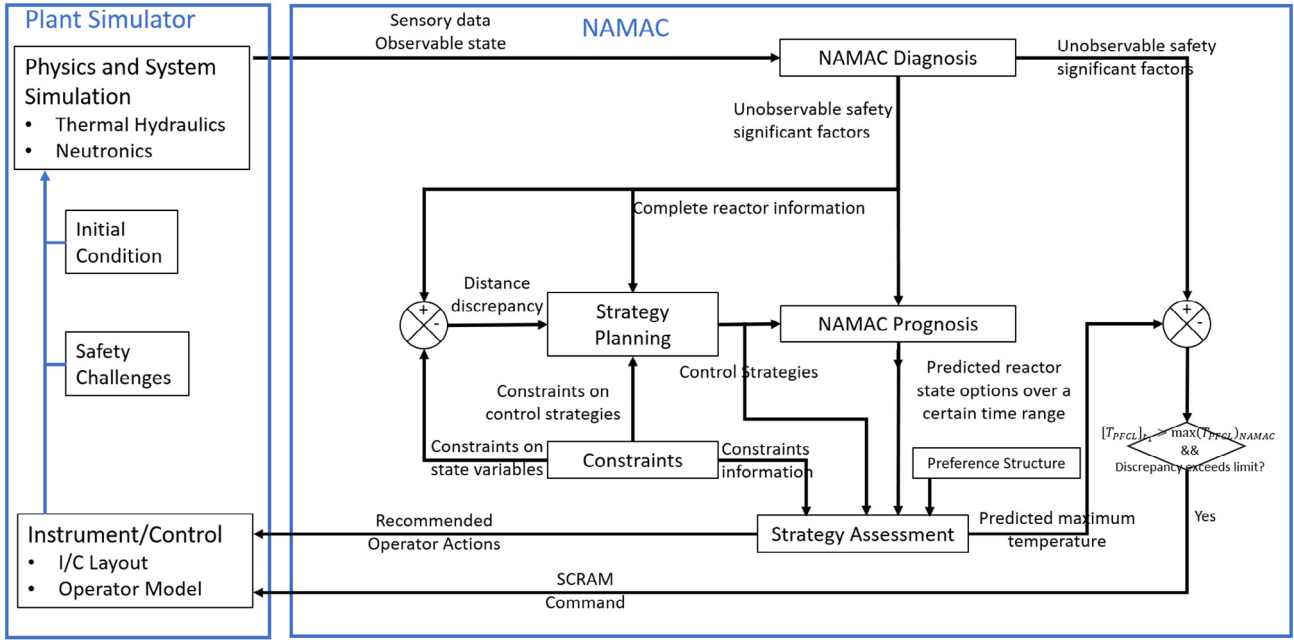 Plant Simulator
Physics and System
Simulation
• Thermal Hydraulics
• Neutronics
Initial
Condition
Safety
Challenges
Instrument/Control
• I/C Layout
• Operator Model
NAMAC
Sensory data
Observable state
NAMAC Diagnosis
Unobservable safety
significant factors
Unobservable safety
significant factors
Complete reactor information
Distance
discrepancy
+
-
Strategy
Planning
NAMAC Prognosis
+
-
Control Strategies
Predicted reactor
state options over a
certain time range
Constraints on
control strategies
Constraints on
state variables
Constraints
Constraints
information
Preference Structure
[T_PFCL]_t₁ > max(T_PFCL)_NAMAC
&&
Discrepancy exceeds limit?
Yes
Strategy Assessment
Predicted maximum
temperature
Recommended
Operator Actions
SCRAM
Command